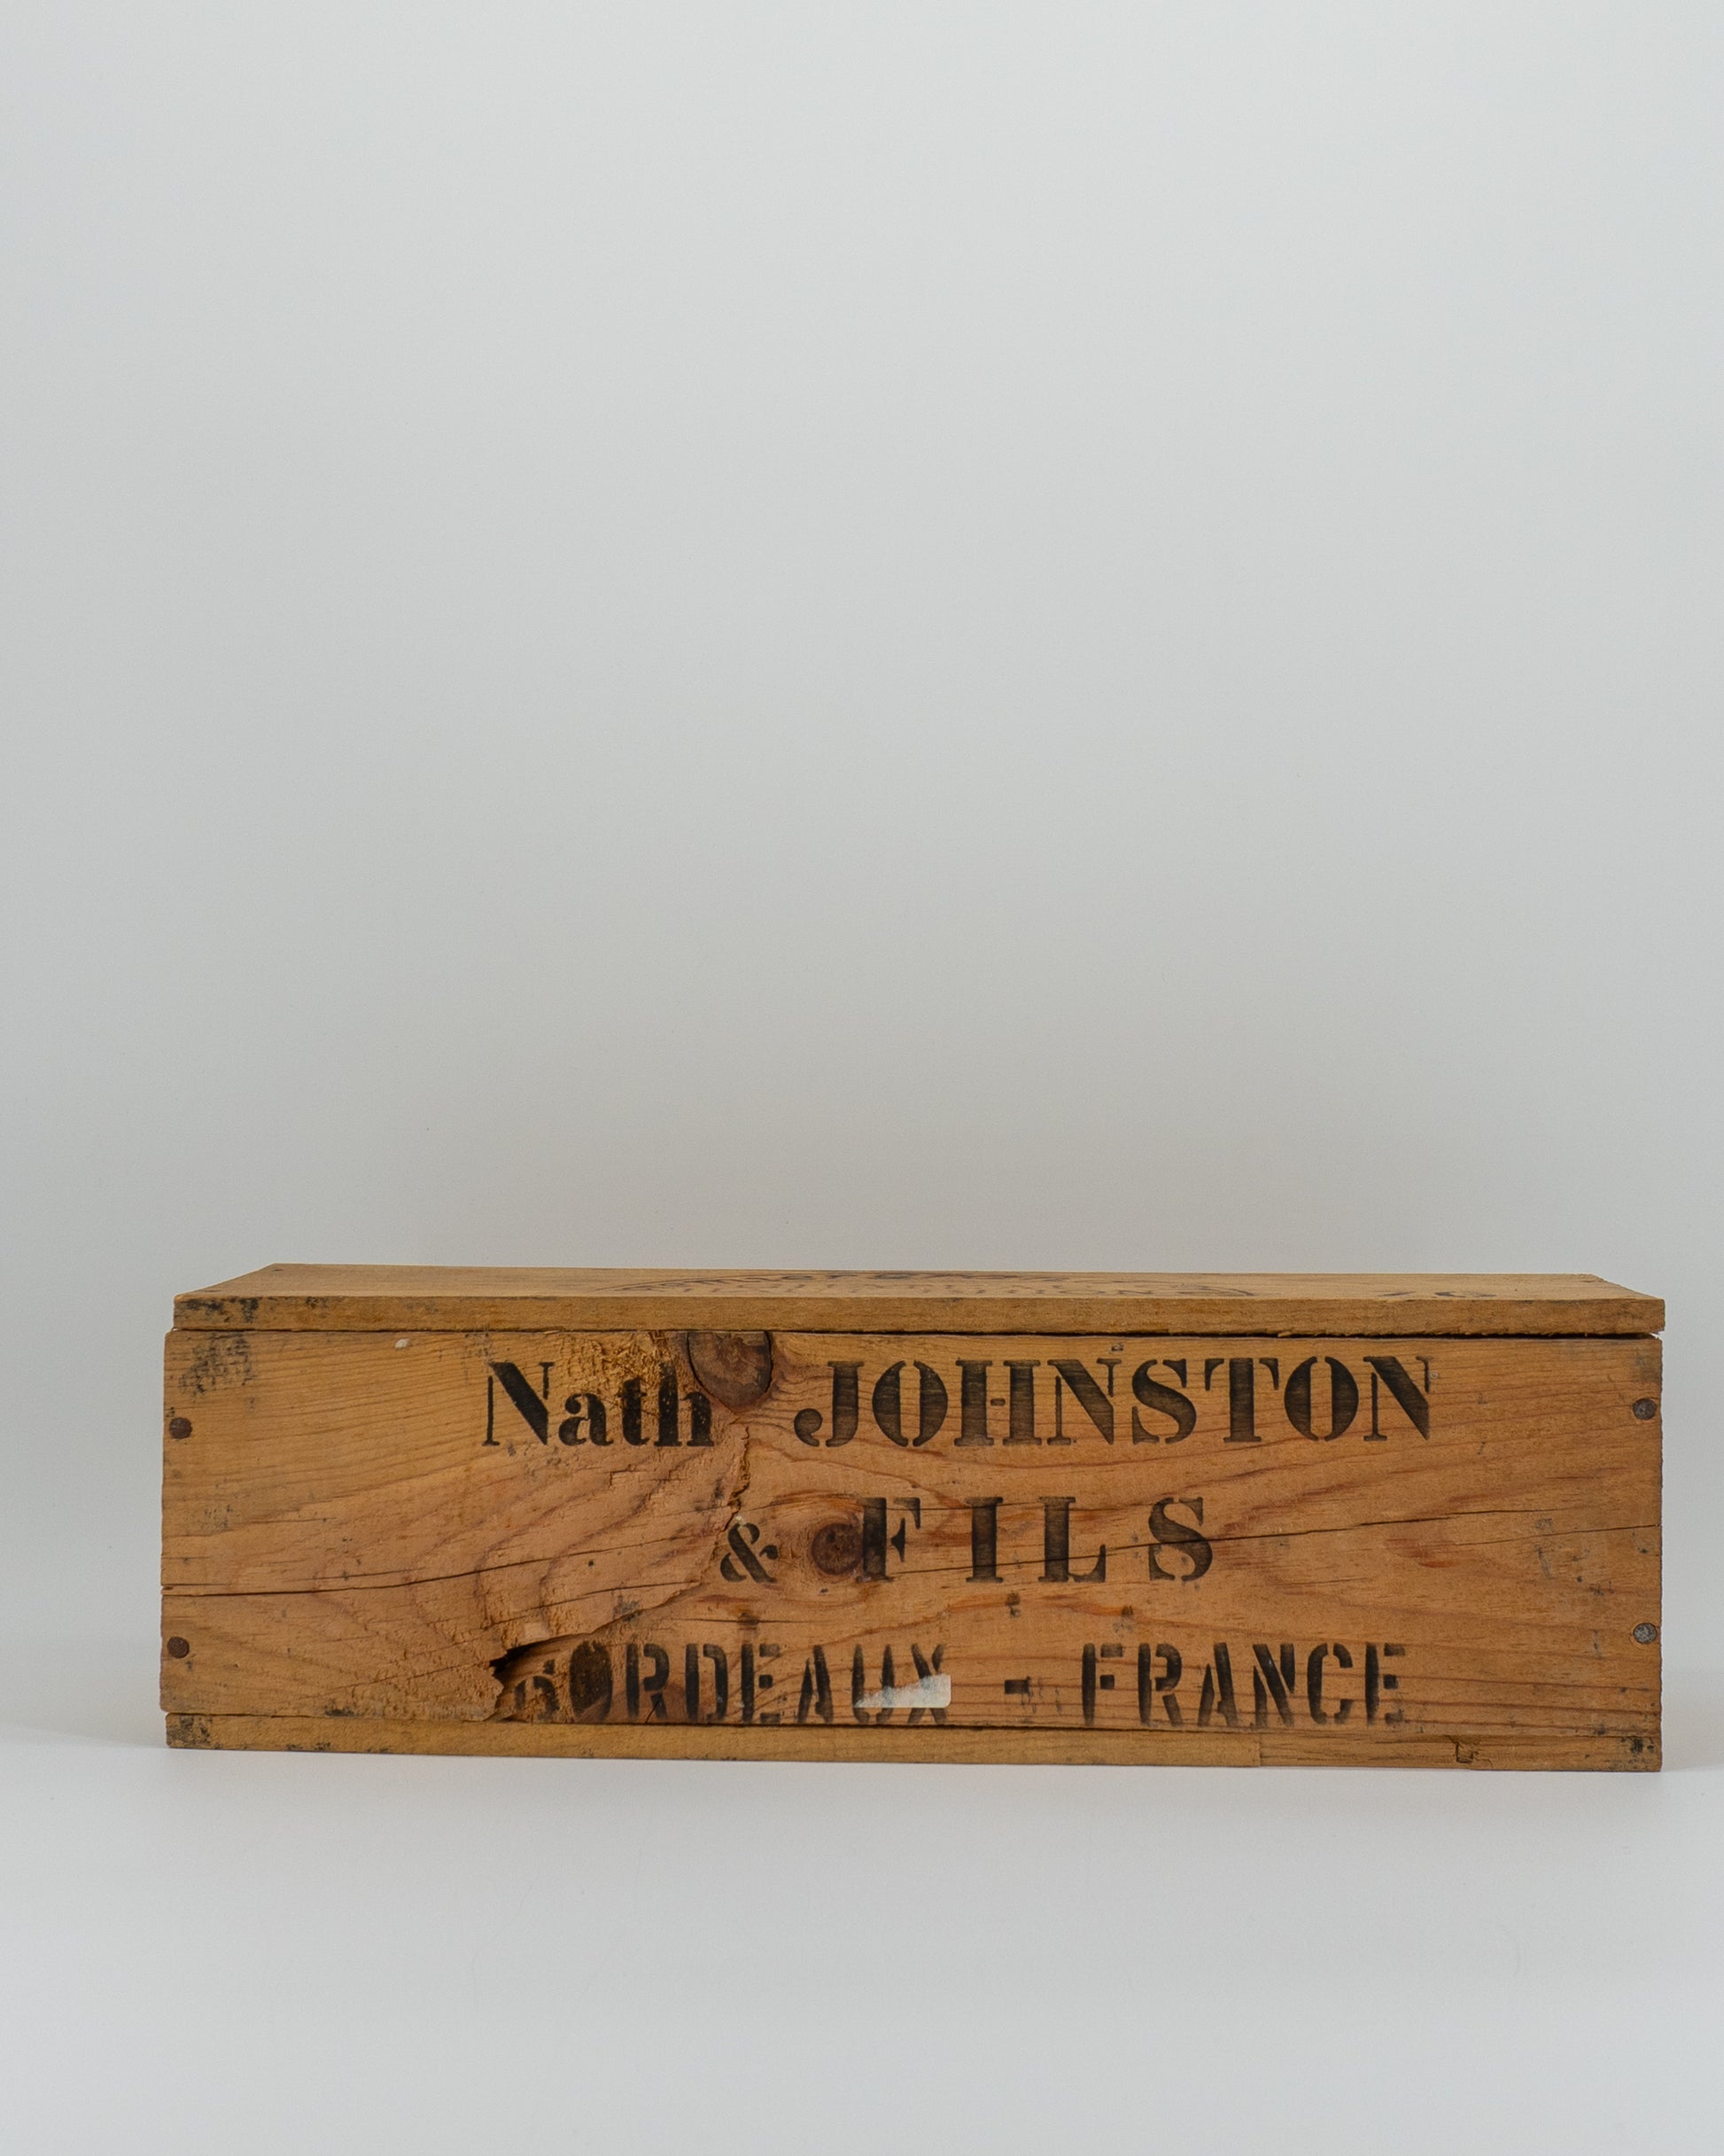 Nath JOHNSTON
& FILS
BORDEAUX - FRANCE